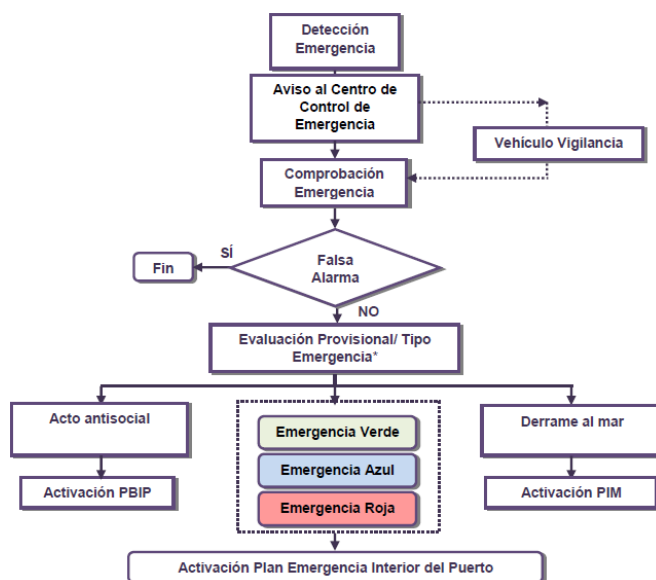 Detección
Emergencia
Aviso al Centro de
Control de
Emergencia
Vehículo Vigilancia
Comprobación
Emergencia
Falsa
Alarma
SÍ
Fin
NO
Evaluación Provisional/ Tipo
Emergencia*
Acto antisocial
Emergencia Verde
Derrame al mar
Emergencia Azul
Activación PBIP
Activación PIM
Emergencia Roja
Activación Plan Emergencia Interior del Puerto